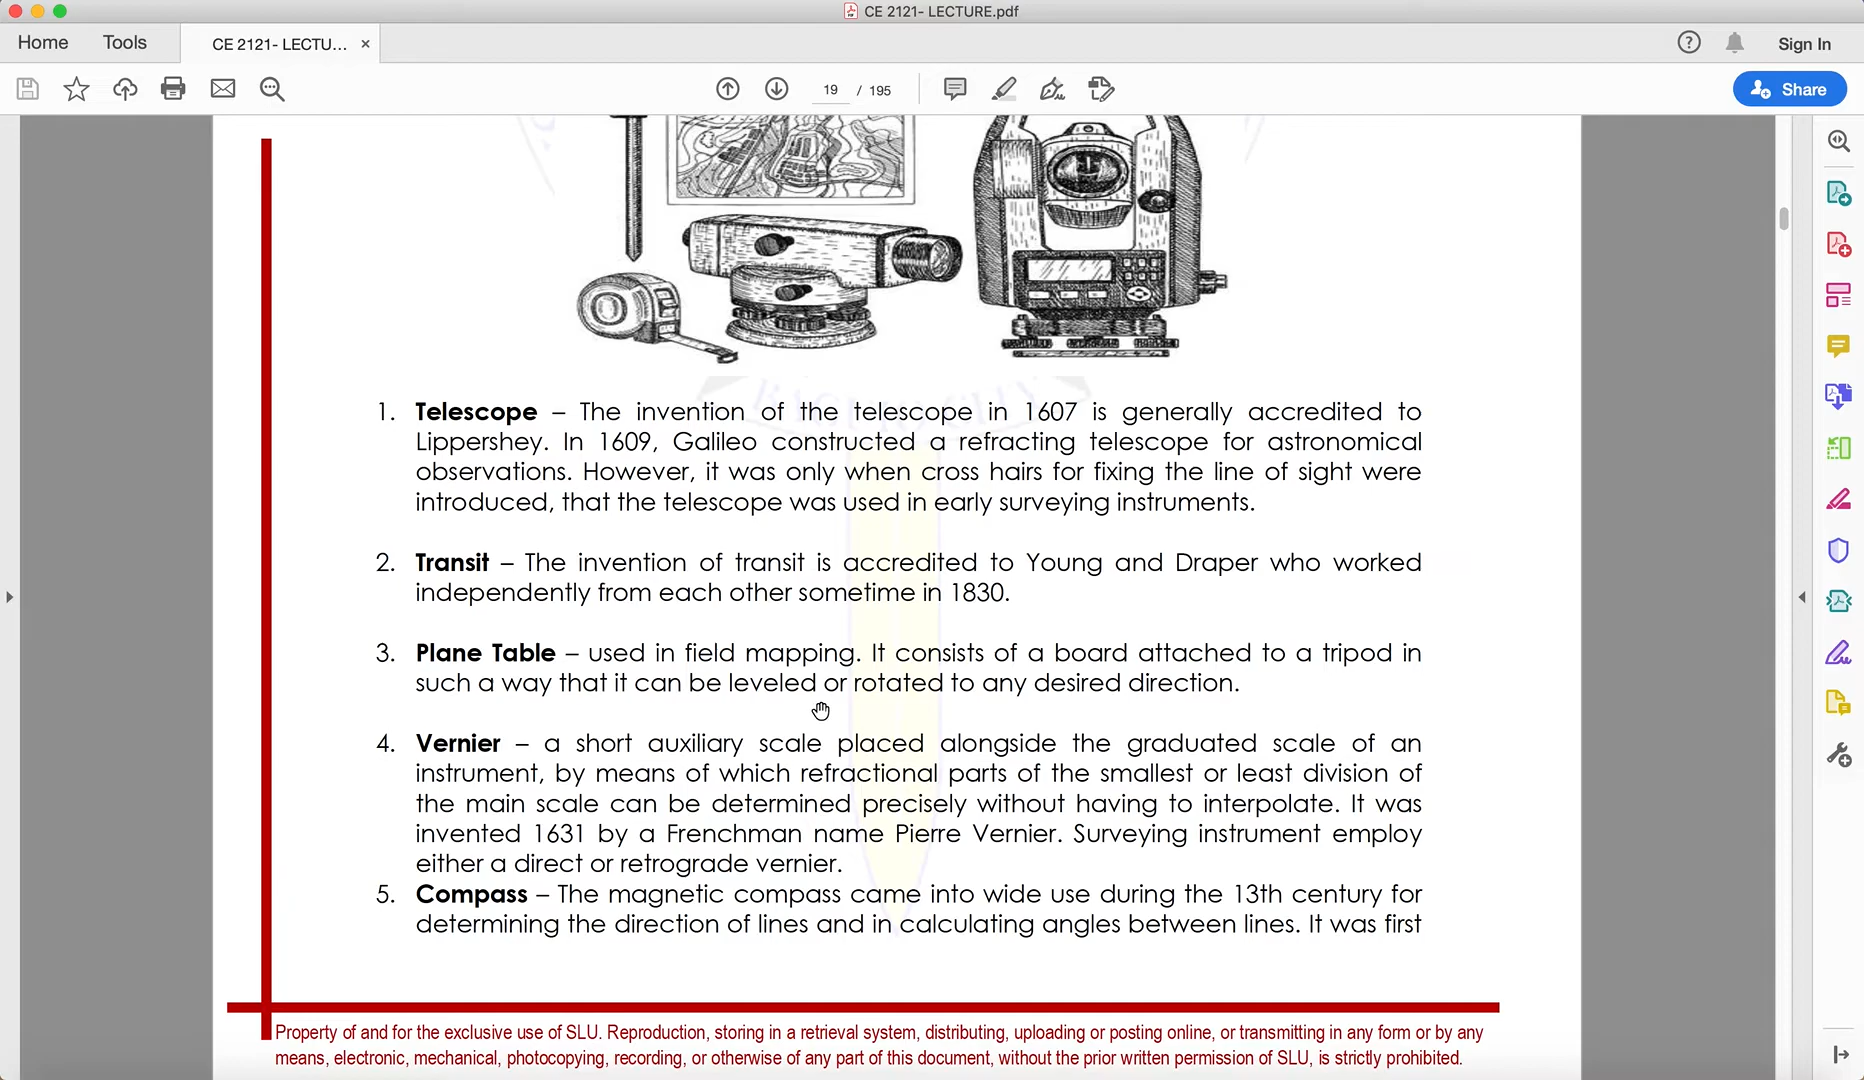 CE 2121- LECTURE.pdf
Home Tools CE 2121- LECTU... × Sign In
19 / 195 Share
1. Telescope – The invention of the telescope in 1607 is generally accredited to
Lippershey. In 1609, Galileo constructed a refracting telescope for astronomical
observations. However, it was only when cross hairs for fixing the line of sight were
introduced, that the telescope was used in early surveying instruments.
2. Transit – The invention of transit is accredited to Young and Draper who worked
independently from each other sometime in 1830.
3. Plane Table – used in field mapping. It consists of a board attached to a tripod in
such a way that it can be leveled or rotated to any desired direction.
4. Vernier – a short auxiliary scale placed alongside the graduated scale of an
instrument, by means of which refractional parts of the smallest or least division of
the main scale can be determined precisely without having to interpolate. It was
invented 1631 by a Frenchman name Pierre Vernier. Surveying instrument employ
either a direct or retrograde vernier.
5. Compass – The magnetic compass came into wide use during the 13th century for
determining the direction of lines and in calculating angles between lines. It was first
Property of and for the exclusive use of SLU. Reproduction, storing in a retrieval system, distributing, uploading or posting online, or transmitting in any form or by any
means, electronic, mechanical, photocopying, recording, or otherwise of any part of this document, without the prior written permission of SLU, is strictly prohibited.